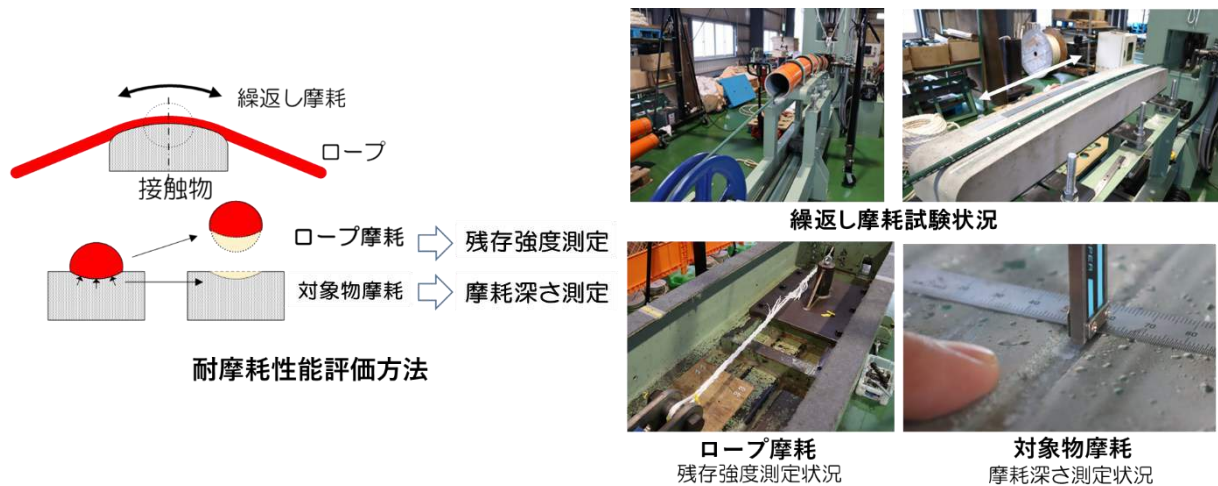 繰返し摩耗
ロープ
接触物
ロープ摩耗
残存強度測定
対象物摩耗
摩耗深さ測定
耐摩耗性能評価方法
繰返し摩耗試験状況
ロープ摩耗
残存強度測定状況
対象物摩耗
摩耗深さ測定状況